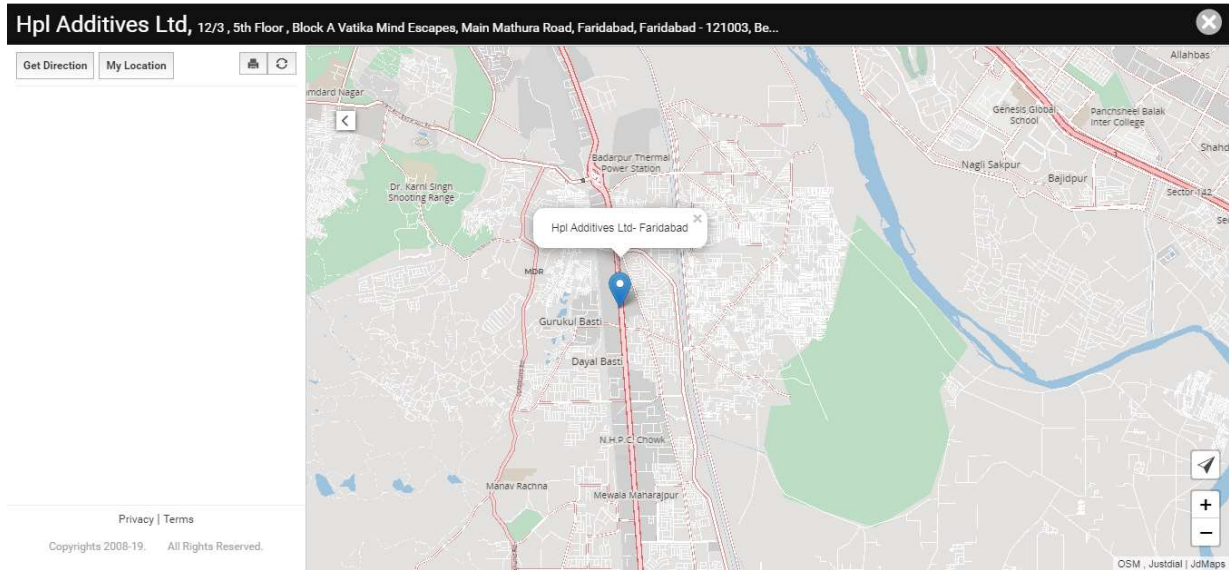 Hpl Additives Ltd, 12/3 , 5th Floor , Block A Vatika Mind Escapes, Main Mathura Road, Faridabad, Faridabad - 121003, Be...
Get Direction
My Location
Allahbas
mdard Nagar
Genesis Global
School
Panchsheel Balak
Inter College
Shahd
Badarpur Thermal
Power Station
Nagli Sakpur
Bajidpur
Dr. Karni Singh
Shooting Range
Sector-142
Hpl Additives Ltd- Faridabad
MDR
Gurukul Basti
Dayal Basti
N.H.P.C. Chowk
Manav Rachna
Mewala Maharajpur
Privacy | Terms
Copyrights 2008-19. All Rights Reserved.
+
−
OSM , Justdial | JdMaps